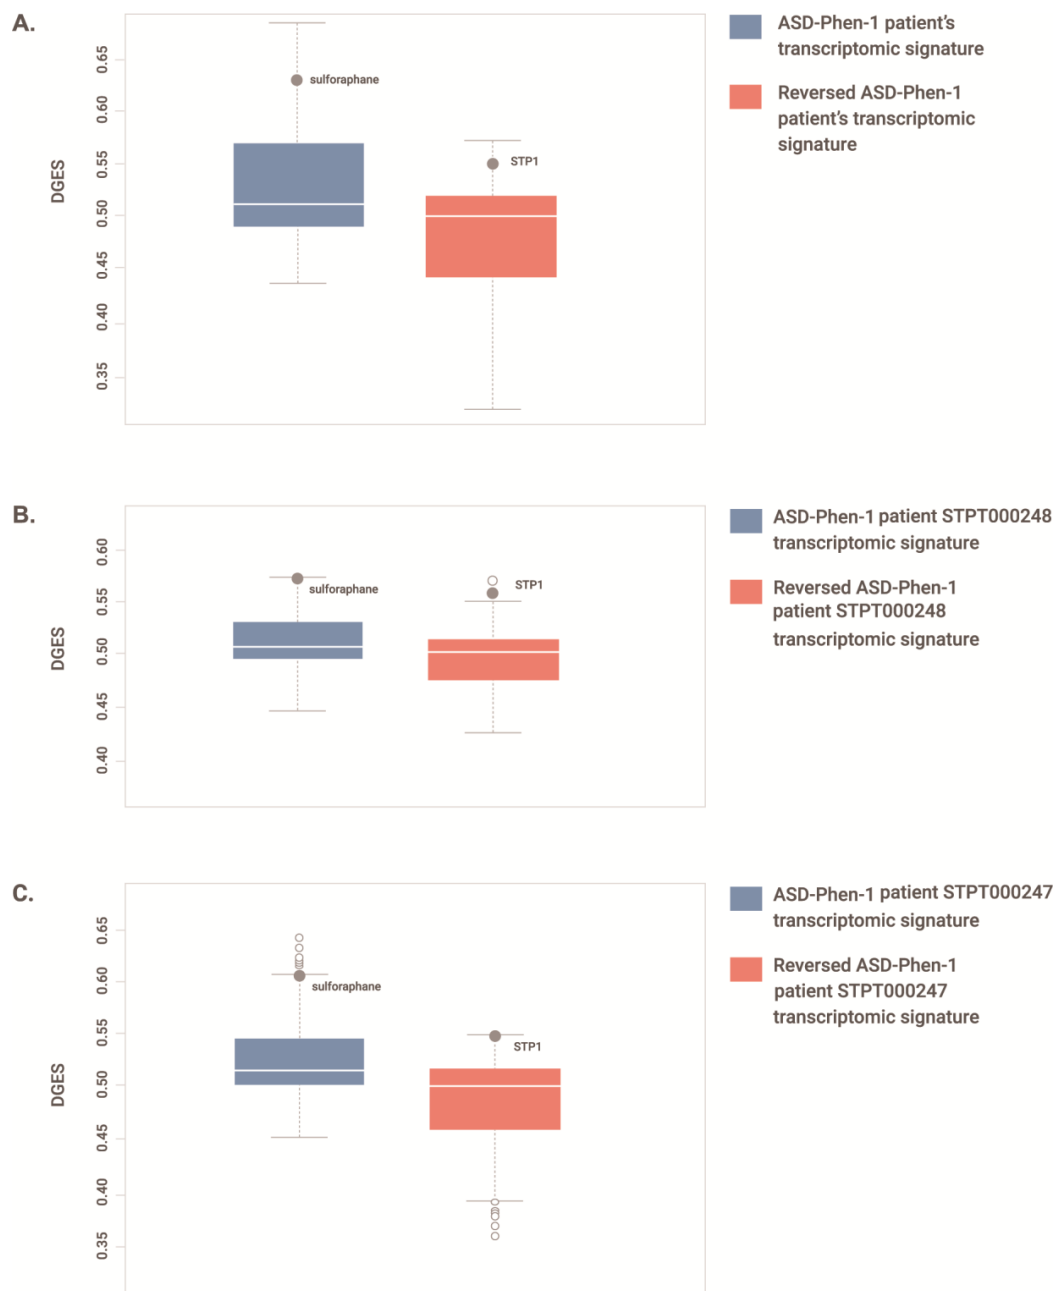 A.
ASD-Phen-1 patient's
transcriptomic signature
Reversed ASD-Phen-1
patient's transcriptomic
signature
DGES
0.65
0.60
0.55
0.50
0.45
0.40
0.35
sulforaphane
STP1
B.
ASD-Phen-1 patient STPT000248
transcriptomic signature
Reversed ASD-Phen-1
patient STPT000248
transcriptomic signature
DGES
0.60
0.55
0.50
0.45
0.40
sulforaphane
STP1
C.
ASD-Phen-1 patient STPT000247
transcriptomic signature
Reversed ASD-Phen-1
patient STPT000247
transcriptomic signature
DGES
0.65
0.60
0.55
0.50
0.45
0.40
0.35
sulforaphane
STP1